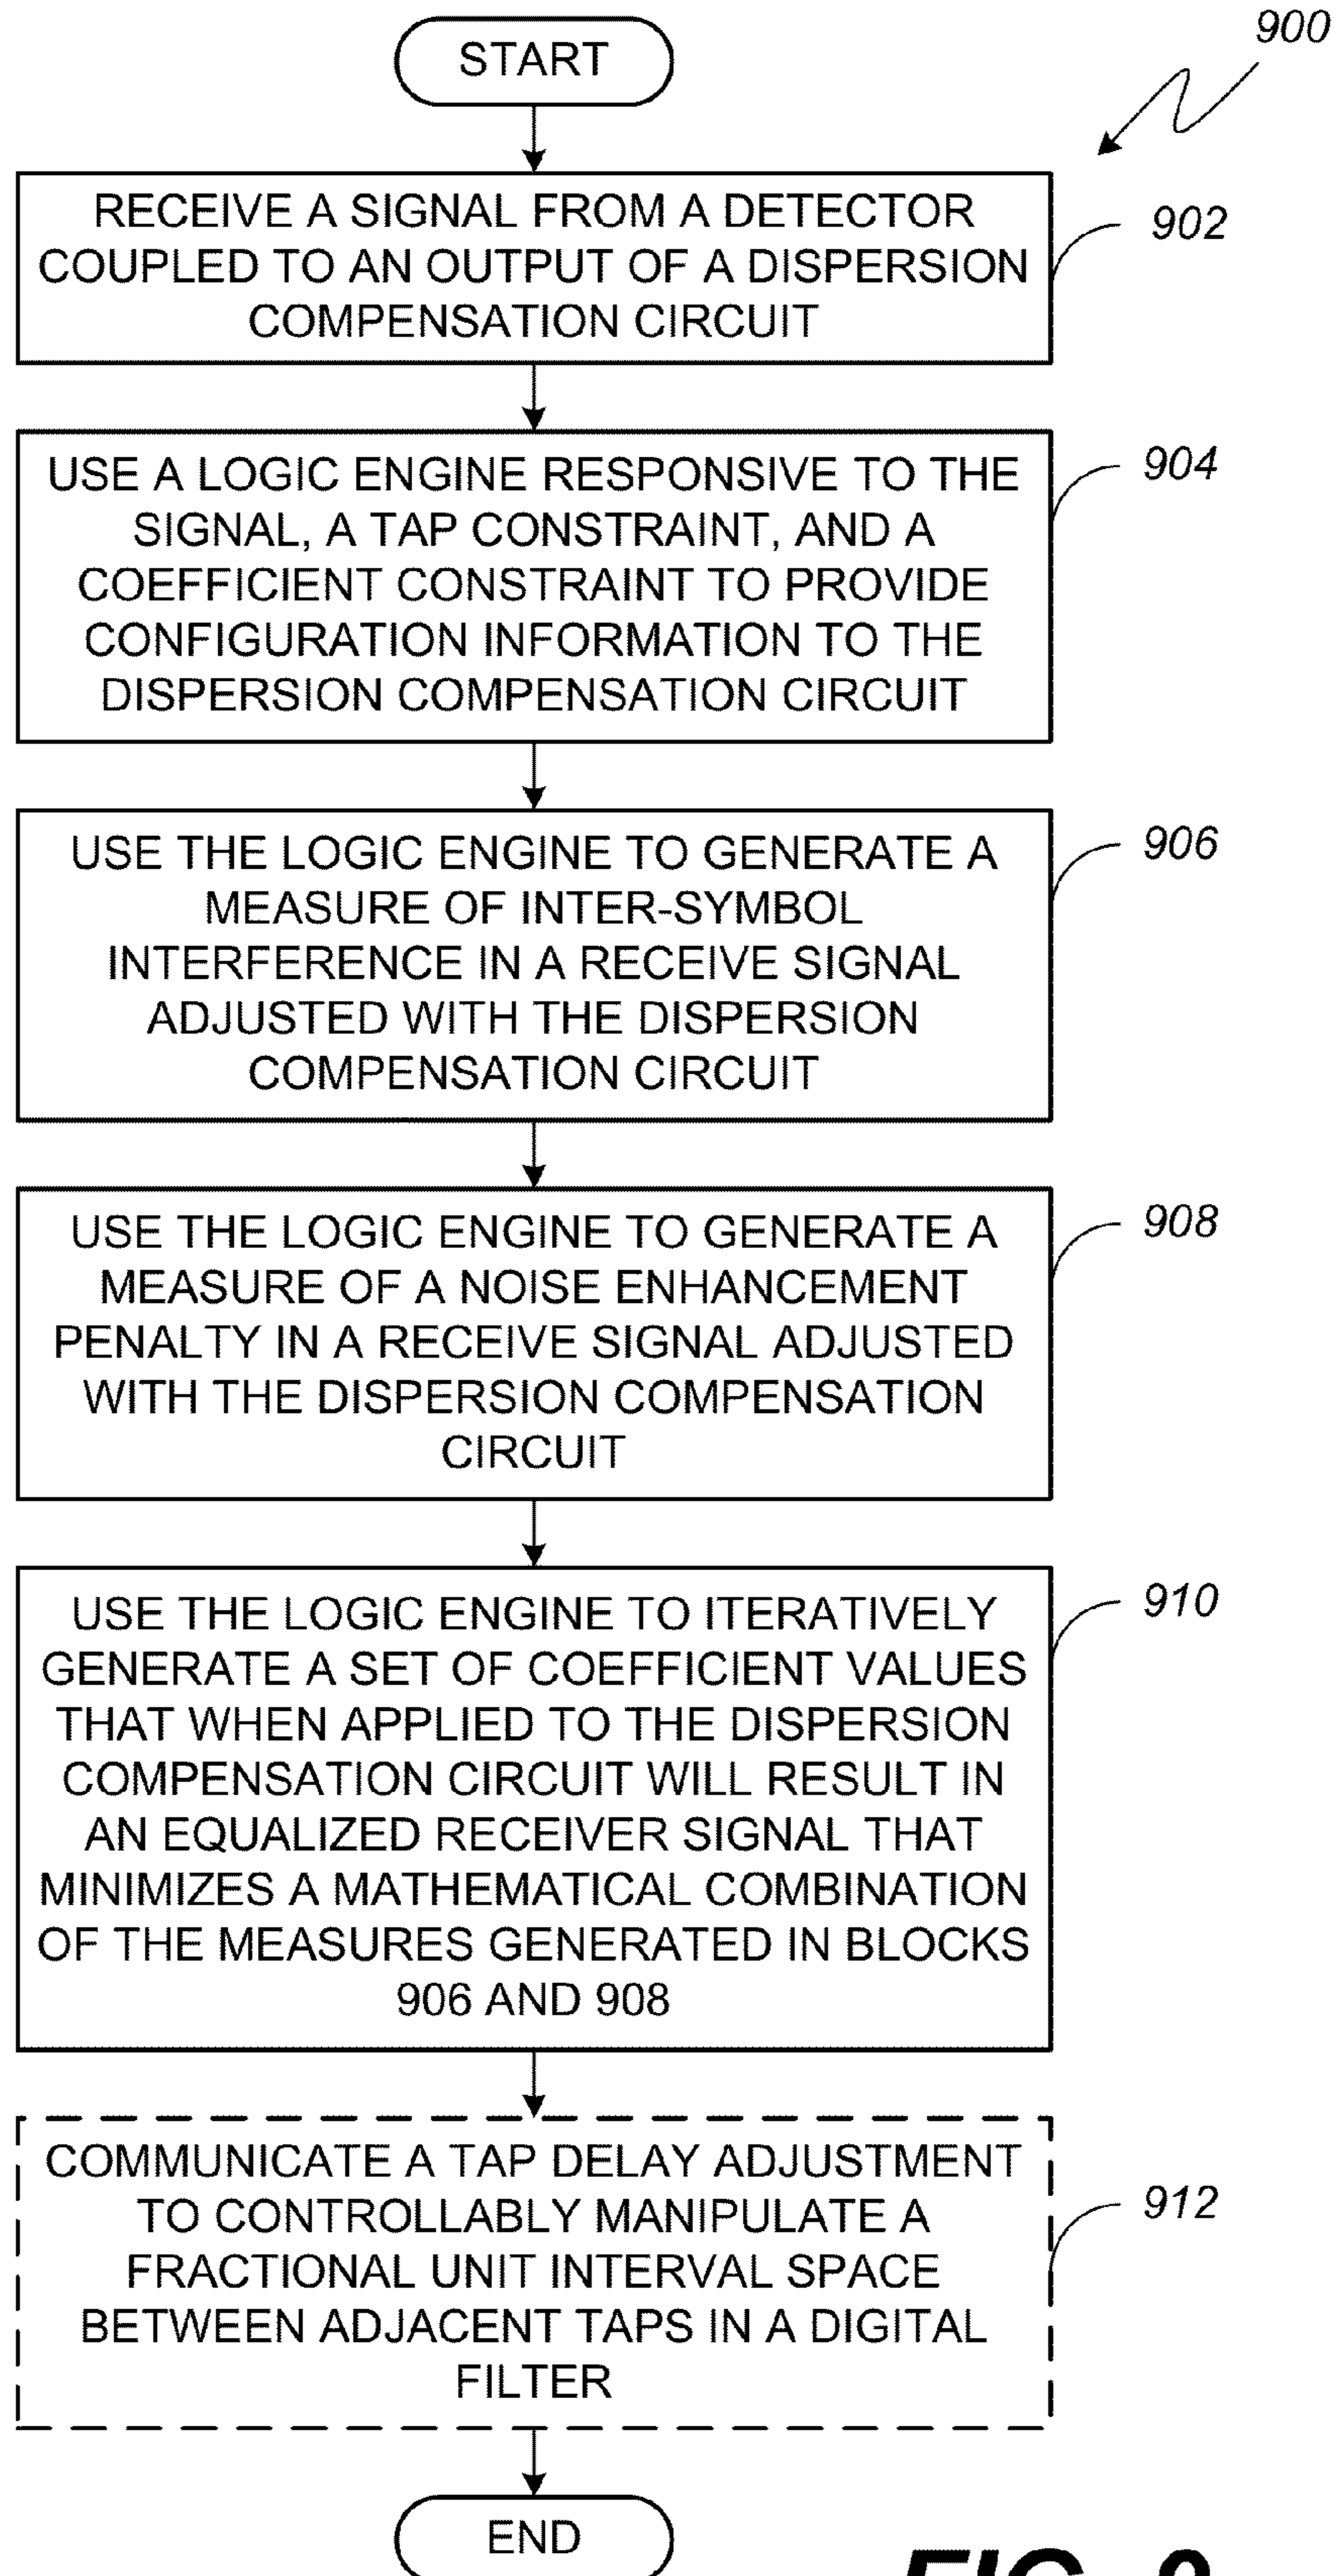 START
900
RECEIVE A SIGNAL FROM A DETECTOR
COUPLED TO AN OUTPUT OF A DISPERSION
COMPENSATION CIRCUIT
902
USE A LOGIC ENGINE RESPONSIVE TO THE
SIGNAL, A TAP CONSTRAINT, AND A
COEFFICIENT CONSTRAINT TO PROVIDE
CONFIGURATION INFORMATION TO THE
DISPERSION COMPENSATION CIRCUIT
904
USE THE LOGIC ENGINE TO GENERATE A
MEASURE OF INTER-SYMBOL
INTERFERENCE IN A RECEIVE SIGNAL
ADJUSTED WITH THE DISPERSION
COMPENSATION CIRCUIT
906
USE THE LOGIC ENGINE TO GENERATE A
MEASURE OF A NOISE ENHANCEMENT
PENALTY IN A RECEIVE SIGNAL ADJUSTED
WITH THE DISPERSION COMPENSATION
CIRCUIT
908
USE THE LOGIC ENGINE TO ITERATIVELY
GENERATE A SET OF COEFFICIENT VALUES
THAT WHEN APPLIED TO THE DISPERSION
COMPENSATION CIRCUIT WILL RESULT IN
AN EQUALIZED RECEIVER SIGNAL THAT
MINIMIZES A MATHEMATICAL COMBINATION
OF THE MEASURES GENERATED IN BLOCKS
906 AND 908
910
COMMUNICATE A TAP DELAY ADJUSTMENT
TO CONTROLLABLY MANIPULATE A
FRACTIONAL UNIT INTERVAL SPACE
BETWEEN ADJACENT TAPS IN A DIGITAL
FILTER
912
END
FIG. 9